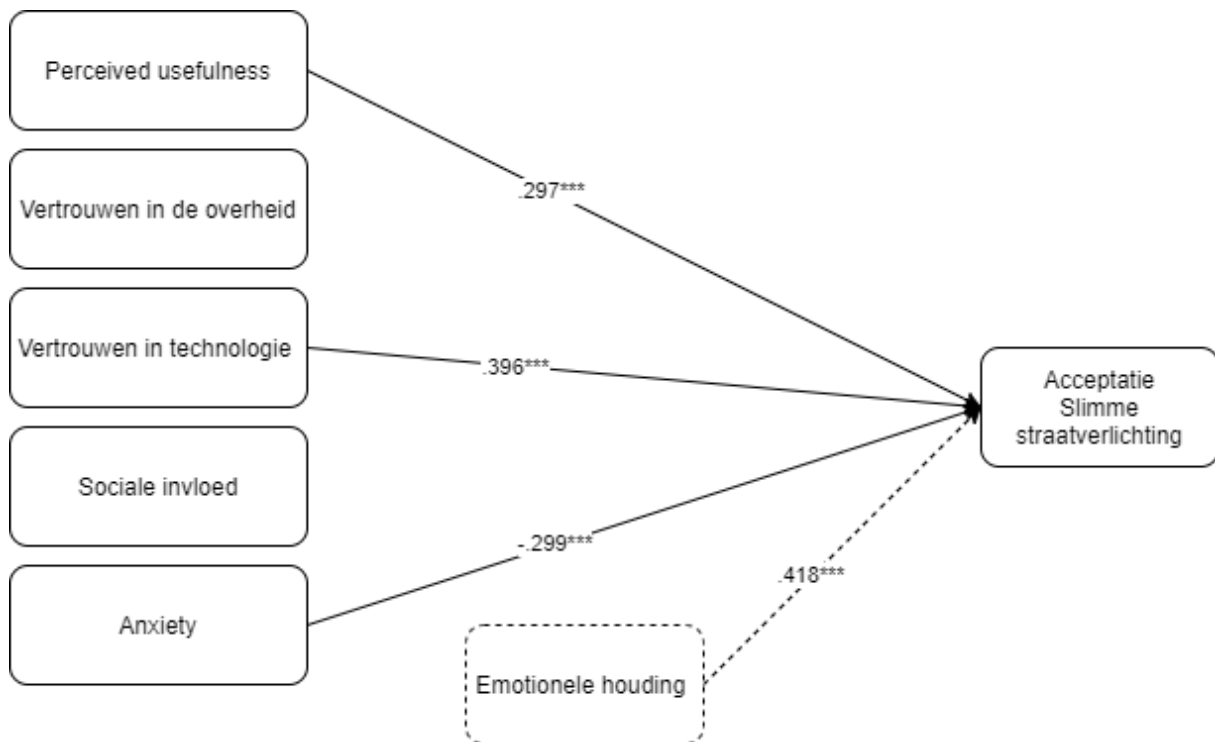 Perceived usefulness
.297***
Vertrouwen in de overheid
Vertrouwen in technologie
.396***
Acceptatie
Slimme
straatverlichting
Sociale invloed
-.299***
.418***
Anxiety
Emotionele houding